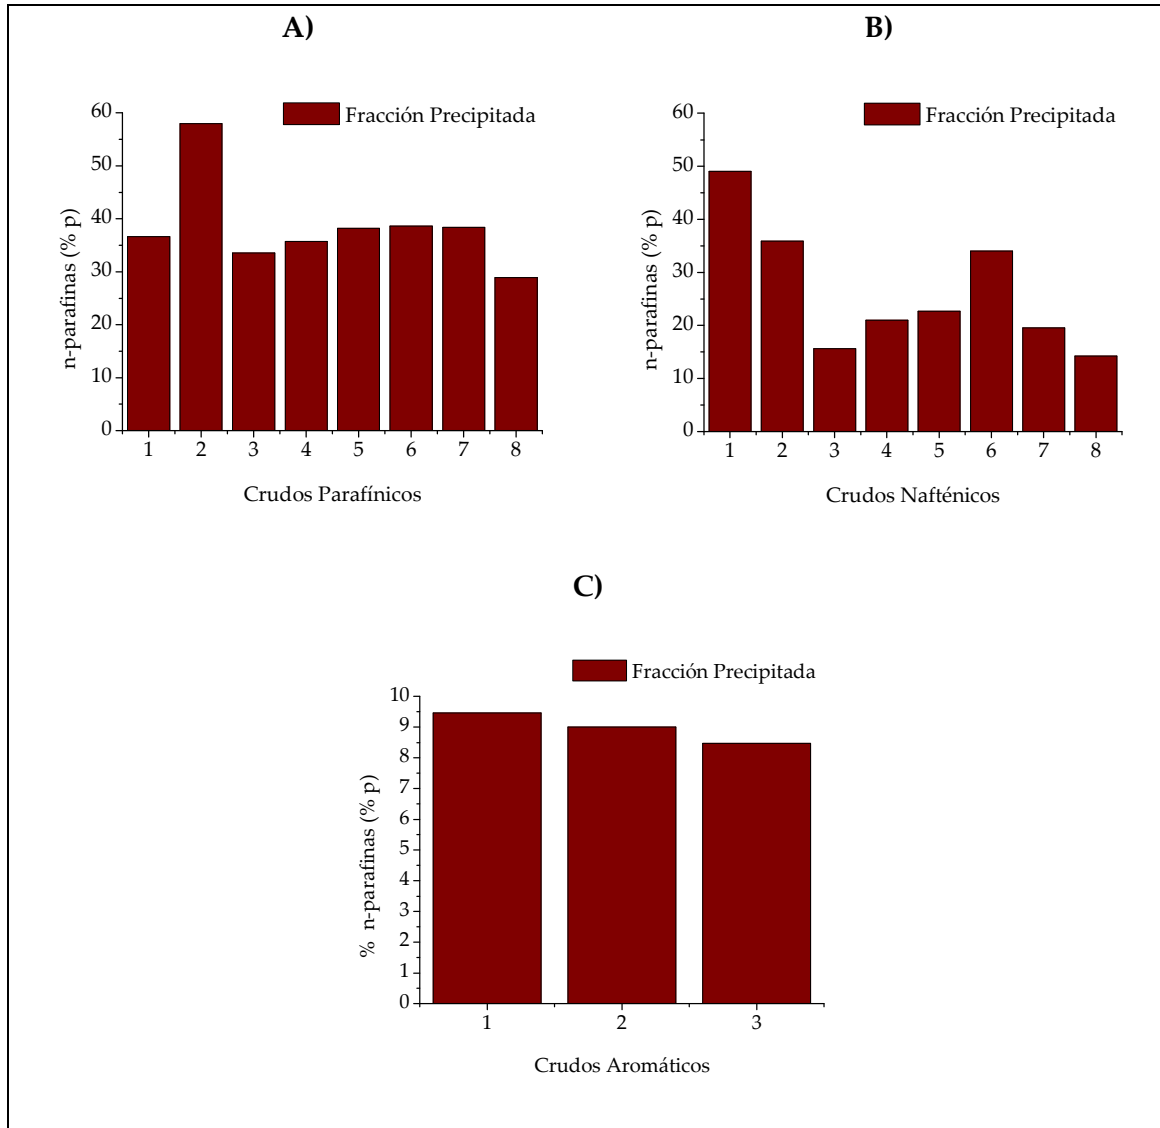 A)
Fracción Precipitada
60
50
40
30
20
10
0
n-parafinas (% p)
1 2 3 4 5 6 7 8
Crudos Parafínicos
B)
Fracción Precipitada
60
50
40
30
20
10
0
n-parafinas (% p)
1 2 3 4 5 6 7 8
Crudos Nafténicos
C)
Fracción Precipitada
10
9
8
7
6
5
4
3
2
1
0
% n-parafinas (% p)
1 2 3
Crudos Aromáticos